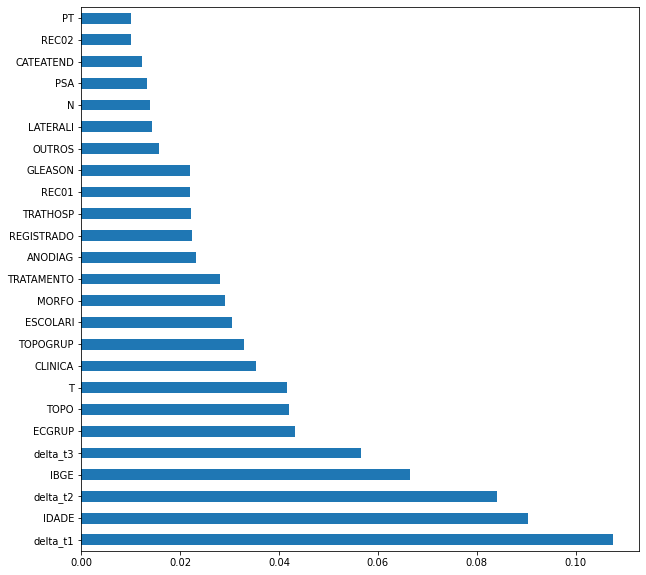 PT
REC02
CATEATEND
PSA
N
LATERALI
OUTROS
GLEASON
REC01
TRATHOSP
REGISTRADO
ANODIAG
TRATAMENTO
MORFO
ESCOLARI
TOPOGRUP
CLINICA
T
TOPO
ECGRUP
delta_t3
IBGE
delta_t2
IDADE
delta_t1
0.00 0.02 0.04 0.06 0.08 0.10